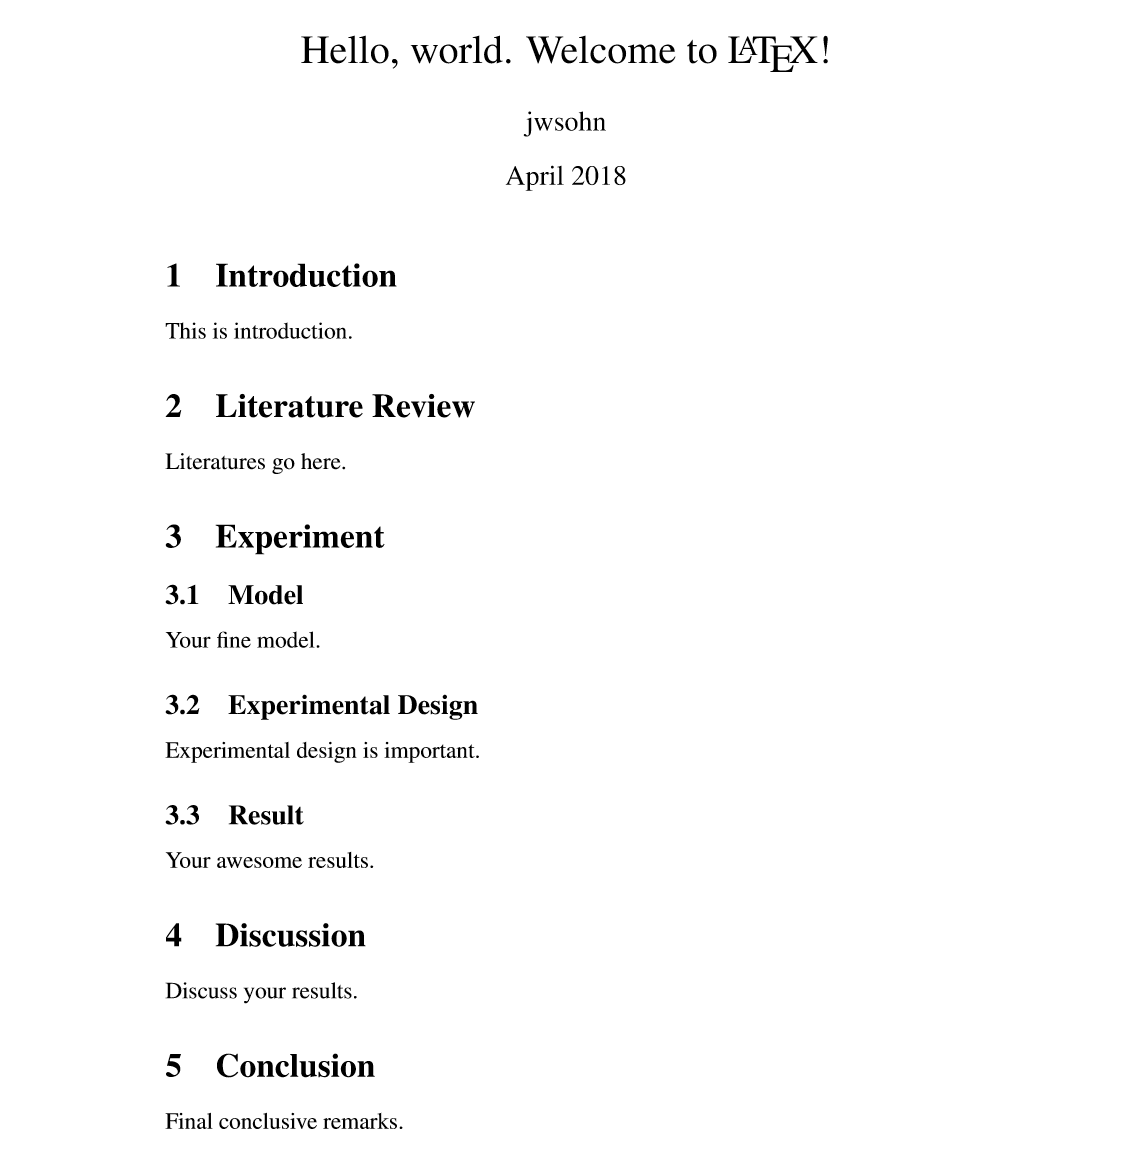 Hello, world. Welcome to LATEX!
jwsohn
April 2018
1 Introduction
This is introduction.
2 Literature Review
Literatures go here.
3 Experiment
3.1 Model
Your fine model.
3.2 Experimental Design
Experimental design is important.
3.3 Result
Your awesome results.
4 Discussion
Discuss your results.
5 Conclusion
Final conclusive remarks.